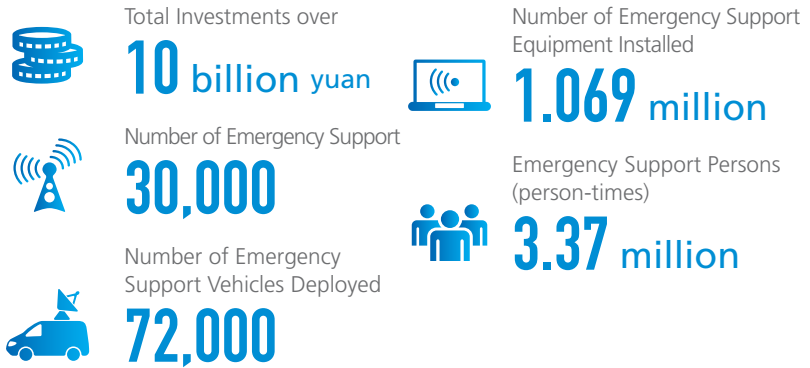 Total Investments over
10 billion yuan
Number of Emergency Support
30,000
Number of Emergency
Support Vehicles Deployed
72,000
Number of Emergency Support
Equipment Installed
1.069 million
Emergency Support Persons
(person-times)
3.37 million